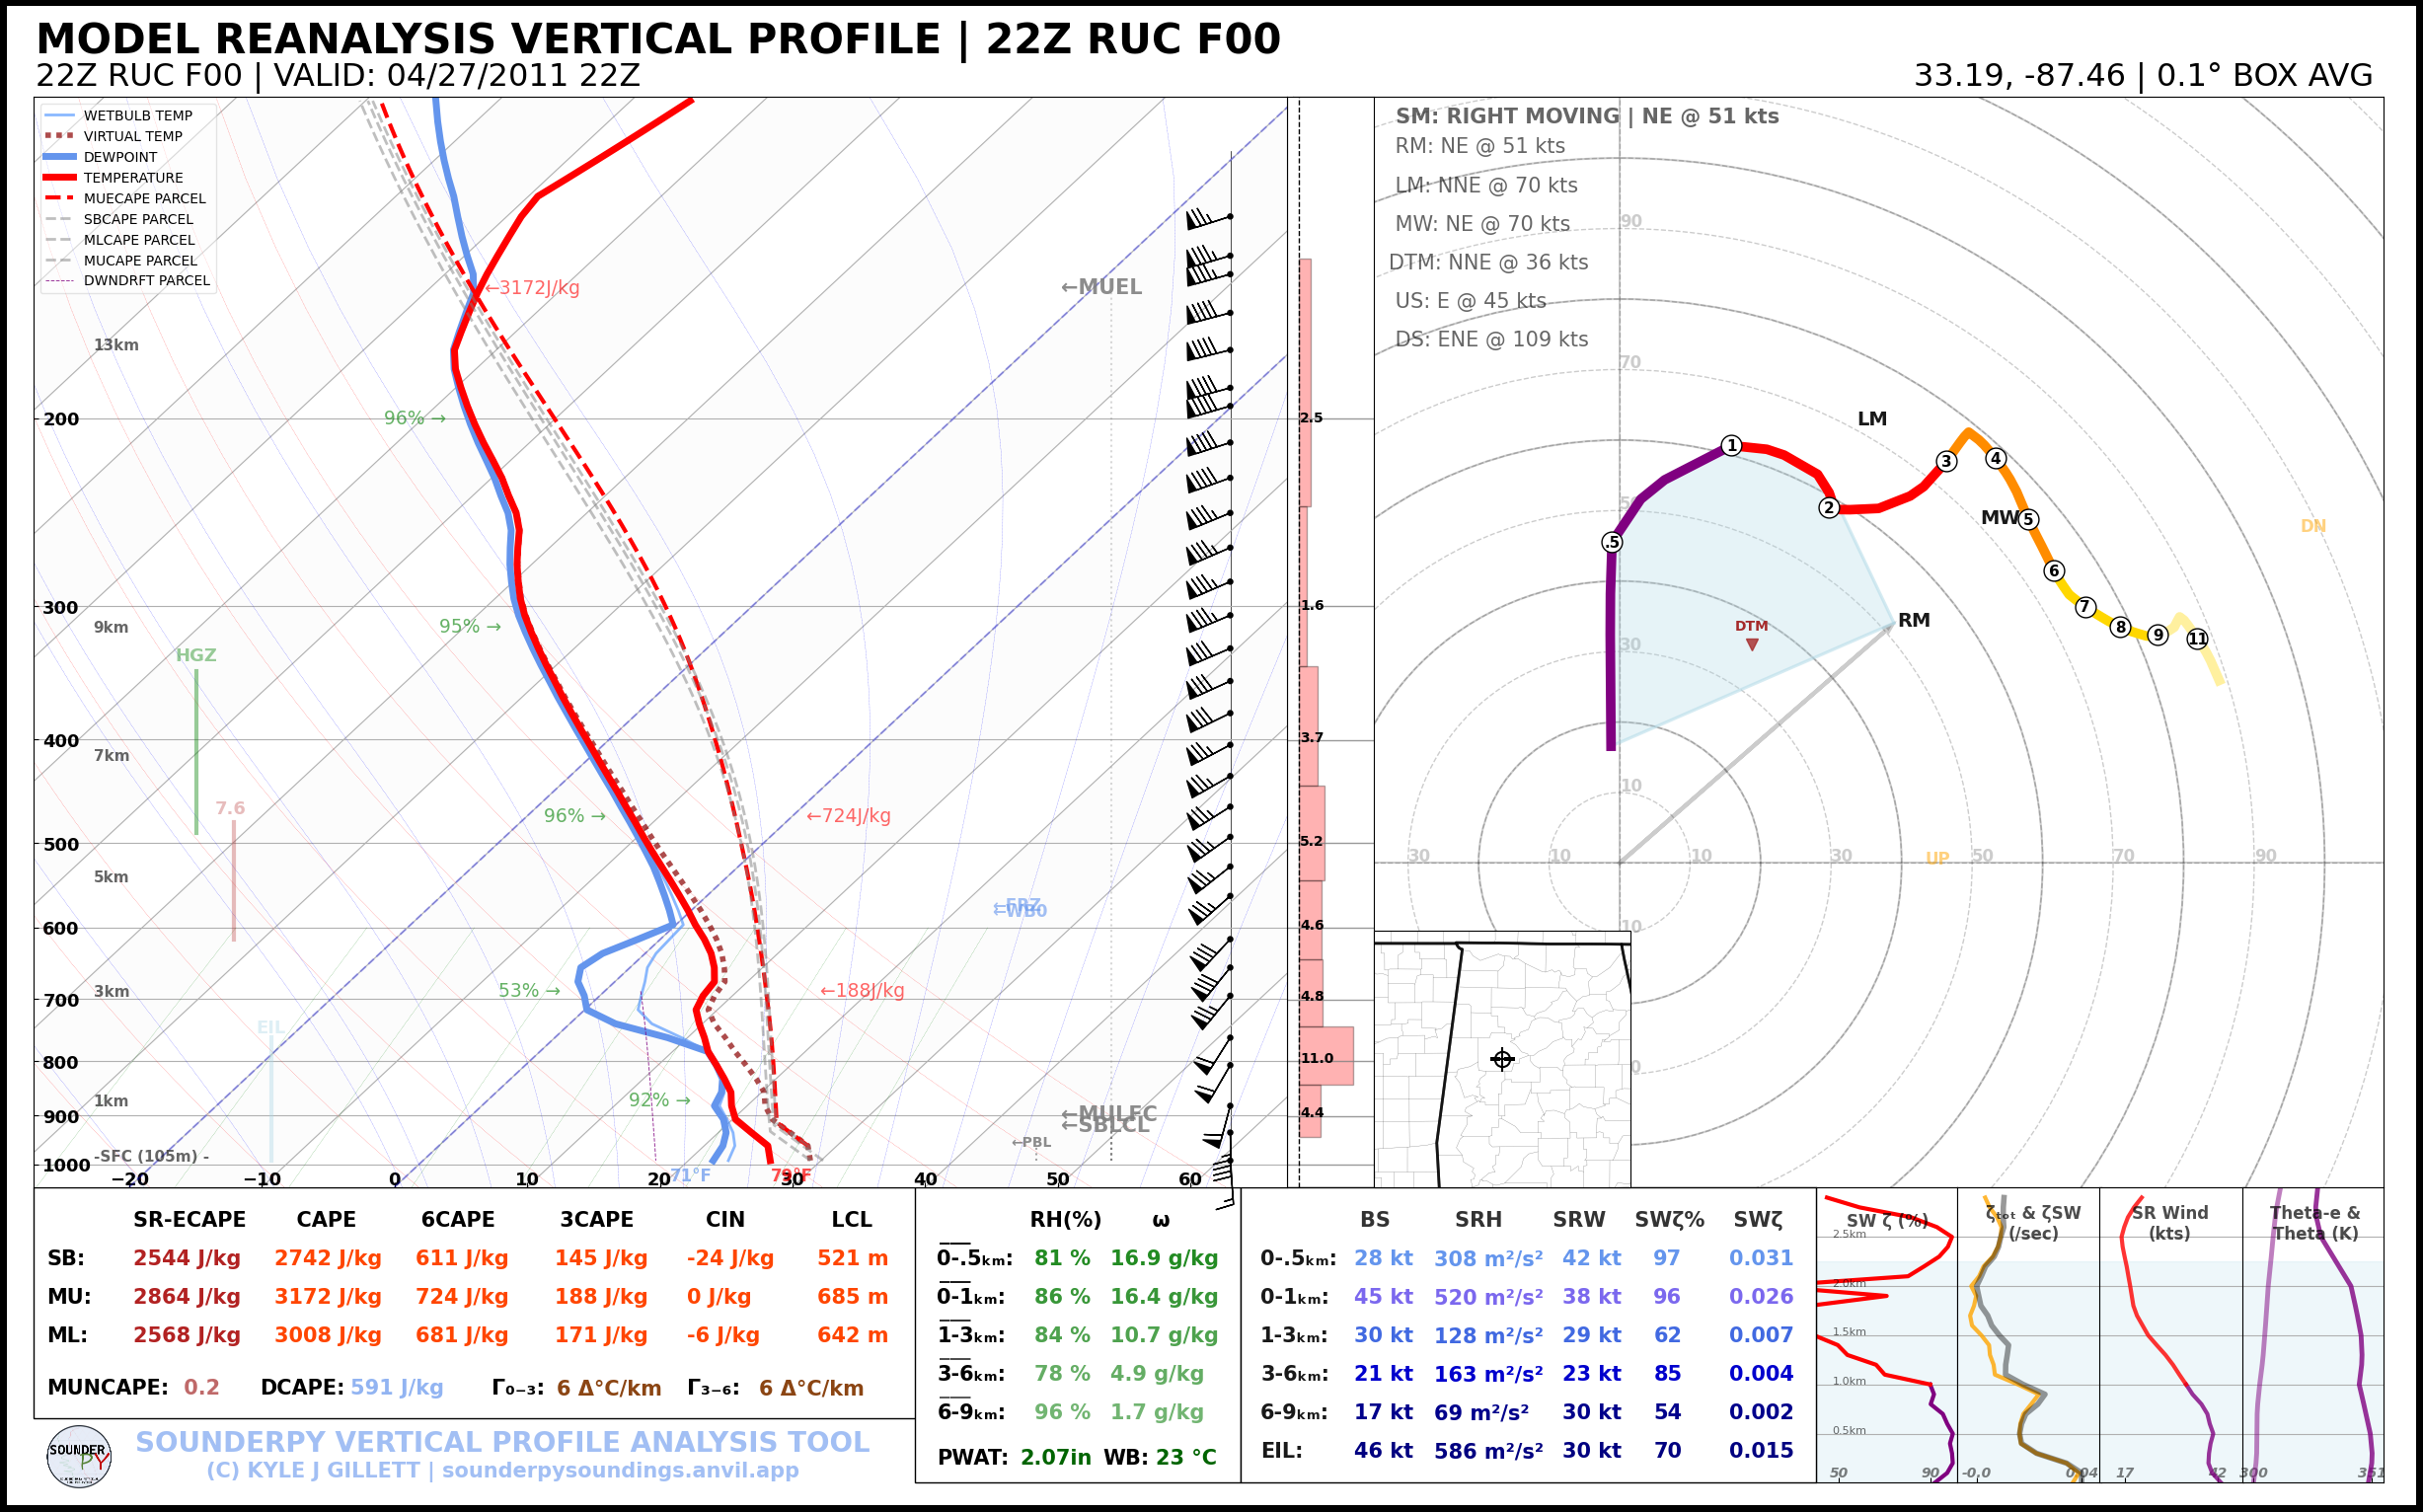 MODEL REANALYSIS VERTICAL PROFILE | 22Z RUC F00
22Z RUC F00 | VALID: 04/27/2011 22Z
33.19, -87.46 | 0.1° BOX AVG
WETBULB TEMP
VIRTUAL TEMP
DEWPOINT
TEMPERATURE
MUECAPE PARCEL
SBCAPE PARCEL
MLCAPE PARCEL
MUCAPE PARCEL
DWNDRFT PARCEL
←3172J/kg
←MUEL
13km
96% →
200
300
95% →
9km
HGZ
400
7km
7.6
96% →
←724J/kg
500
5km
←FRZ
←WB0
600
53% →
←188J/kg
700
3km
EIL
800
92% →
1km
900
←MULFC
←SBLCL
←PBL
1000
-SFC (105m) -
71°F
79°F
−20 −10 0 10 20 30 40 50 60
2.5
1.6
3.7
5.2
4.6
4.8
11.0
4.4
SM: RIGHT MOVING | NE @ 51 kts
RM: NE @ 51 kts
LM: NNE @ 70 kts
MW: NE @ 70 kts
DTM: NNE @ 36 kts
US: E @ 45 kts
DS: ENE @ 109 kts
90
70
50
30
10
30 10 10 30 50 70 90
10
LM
MW
RM
DTM
UP
DN
.5 1 2 3 4 5 6 7 8 9 11
SR-ECAPE CAPE 6CAPE 3CAPE CIN LCL
SB: 2544 J/kg 2742 J/kg 611 J/kg 145 J/kg -24 J/kg 521 m
MU: 2864 J/kg 3172 J/kg 724 J/kg 188 J/kg 0 J/kg 685 m
ML: 2568 J/kg 3008 J/kg 681 J/kg 171 J/kg -6 J/kg 642 m
MUNCAPE: 0.2 DCAPE: 591 J/kg Γ₀₋₃: 6 Δ°C/km Γ₃₋₆: 6 Δ°C/km
RH(%) ω
0-.5km: 81 % 16.9 g/kg
0-1km: 86 % 16.4 g/kg
1-3km: 84 % 10.7 g/kg
3-6km: 78 % 4.9 g/kg
6-9km: 96 % 1.7 g/kg
PWAT: 2.07in WB: 23 °C
BS SRH SRW SWζ% SWζ
0-.5km: 28 kt 308 m²/s² 42 kt 97 0.031
0-1km: 45 kt 520 m²/s² 38 kt 96 0.026
1-3km: 30 kt 128 m²/s² 29 kt 62 0.007
3-6km: 21 kt 163 m²/s² 23 kt 85 0.004
6-9km: 17 kt 69 m²/s² 30 kt 54 0.002
EIL: 46 kt 586 m²/s² 30 kt 70 0.015
SW ζ (%)
2.5km
2.0km
1.5km
1.0km
0.5km
50 90
ζₜₒₜ & ζSW
(/sec)
-0.0 0.04
SR Wind
(kts)
17 42
Theta-e &
Theta (K)
300 351
SOUNDER
PY
SOUNDERPY VERTICAL PROFILE ANALYSIS TOOL
(C) KYLE J GILLETT | sounderpysoundings.anvil.app